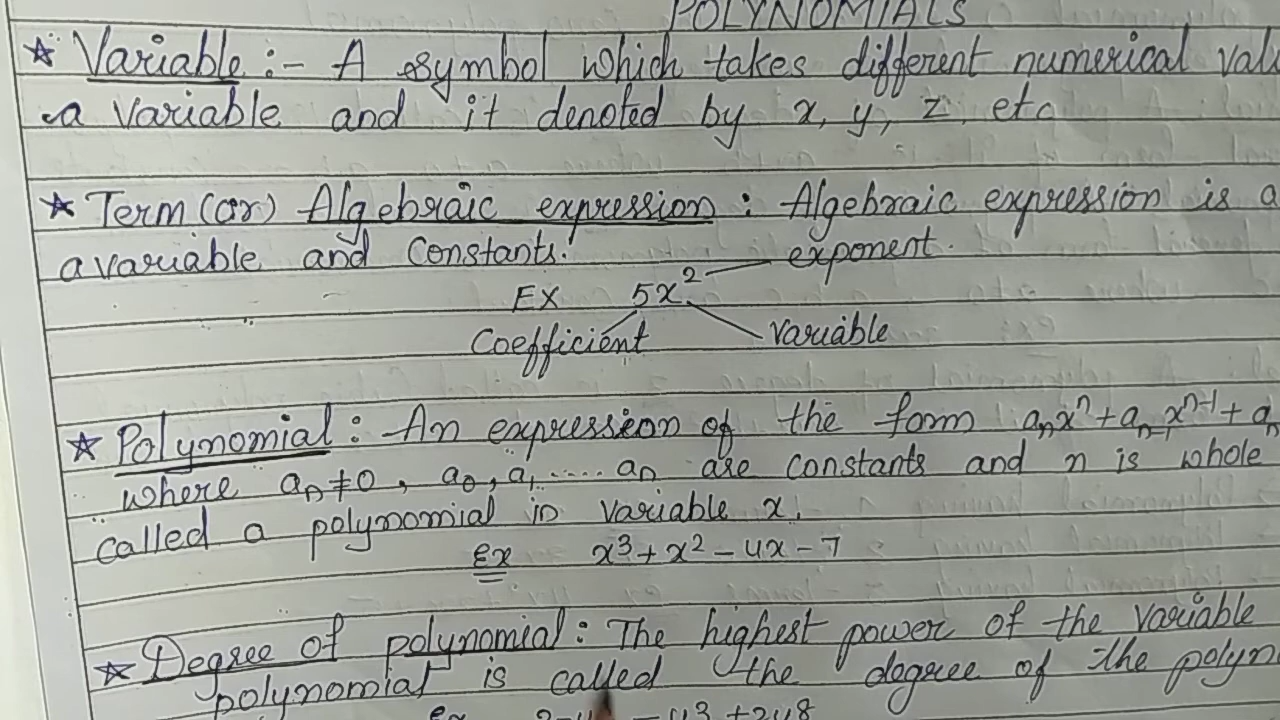 POLYNOMIALS
☆ Variable :- A symbol which takes different numerical
a variable and it denoted by x, y, z, etc
☆ Term (or) Algebraic expression : Algebraic expression is a
a variable and Constants.
exponent.
EX 5x²
Coefficient variable
☆ Polynomial : An expression of the form aₙxⁿ + aₙ₋₁xⁿ⁻¹ + aₙ
where aₙ ≠ 0, a₀, a₁ ..... aₙ are constants and n is whole
called a polynomial in variable x.
Ex x³ + x² - 4x - 7
☆ Degree of polynomial : The highest power of the variable
polynomial is called the degree of the polyn
Ex